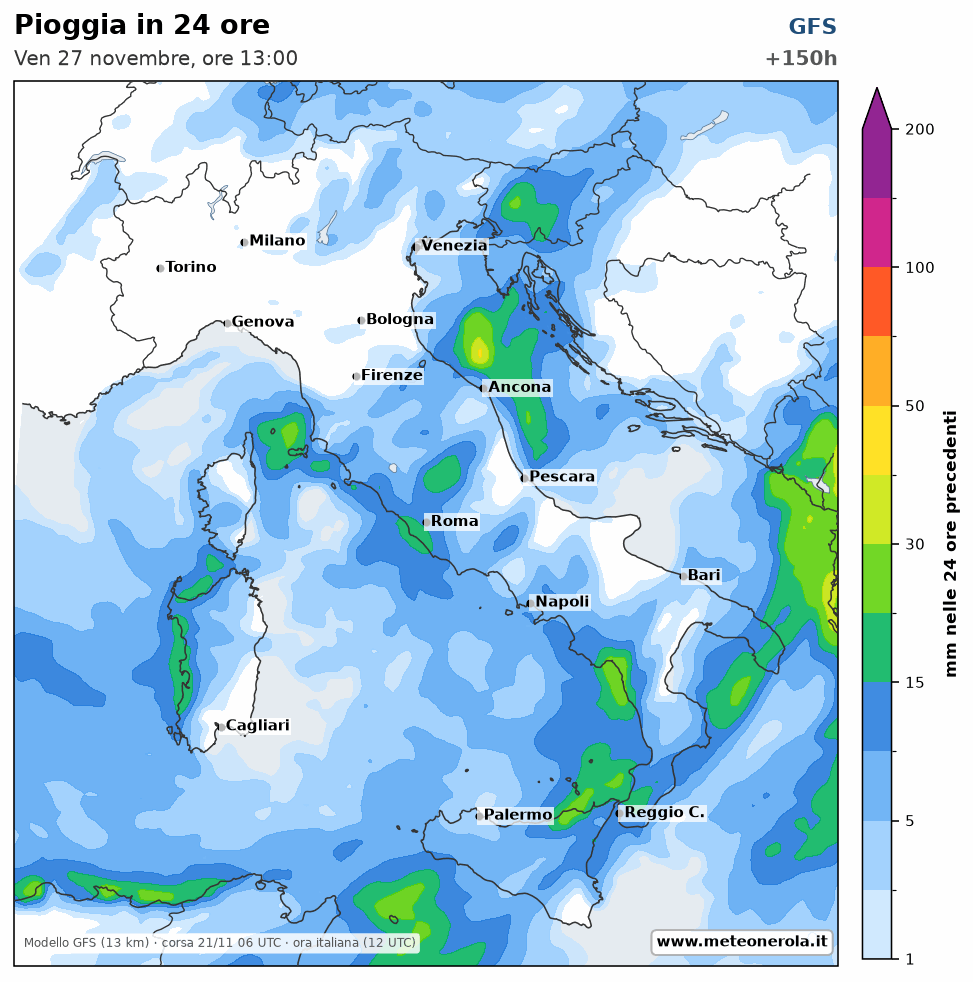 Pioggia in 24 ore
GFS
Ven 27 novembre, ore 13:00
+150h
200
100
50
30
15
5
1
mm nelle 24 ore precedenti
Milano
Venezia
Torino
Genova
Bologna
Firenze
Ancona
Pescara
Roma
Bari
Napoli
Cagliari
Palermo
Reggio C.
Modello GFS (13 km) · corsa 21/11 06 UTC · ora italiana (12 UTC)
www.meteonerola.it